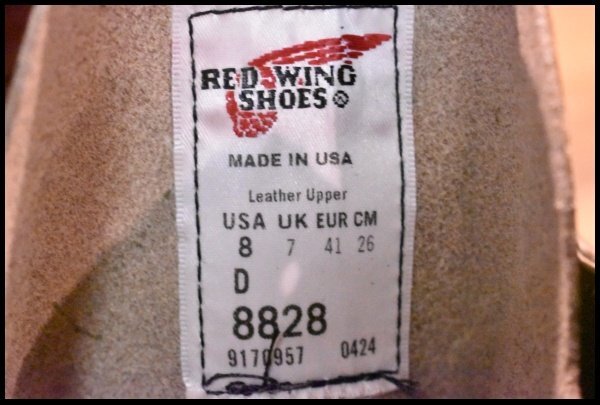 RED WING
SHOES ®
MADE IN USA
Leather Upper
USA UK EUR CM
8 7 41 26
D
8828
9170957 0424